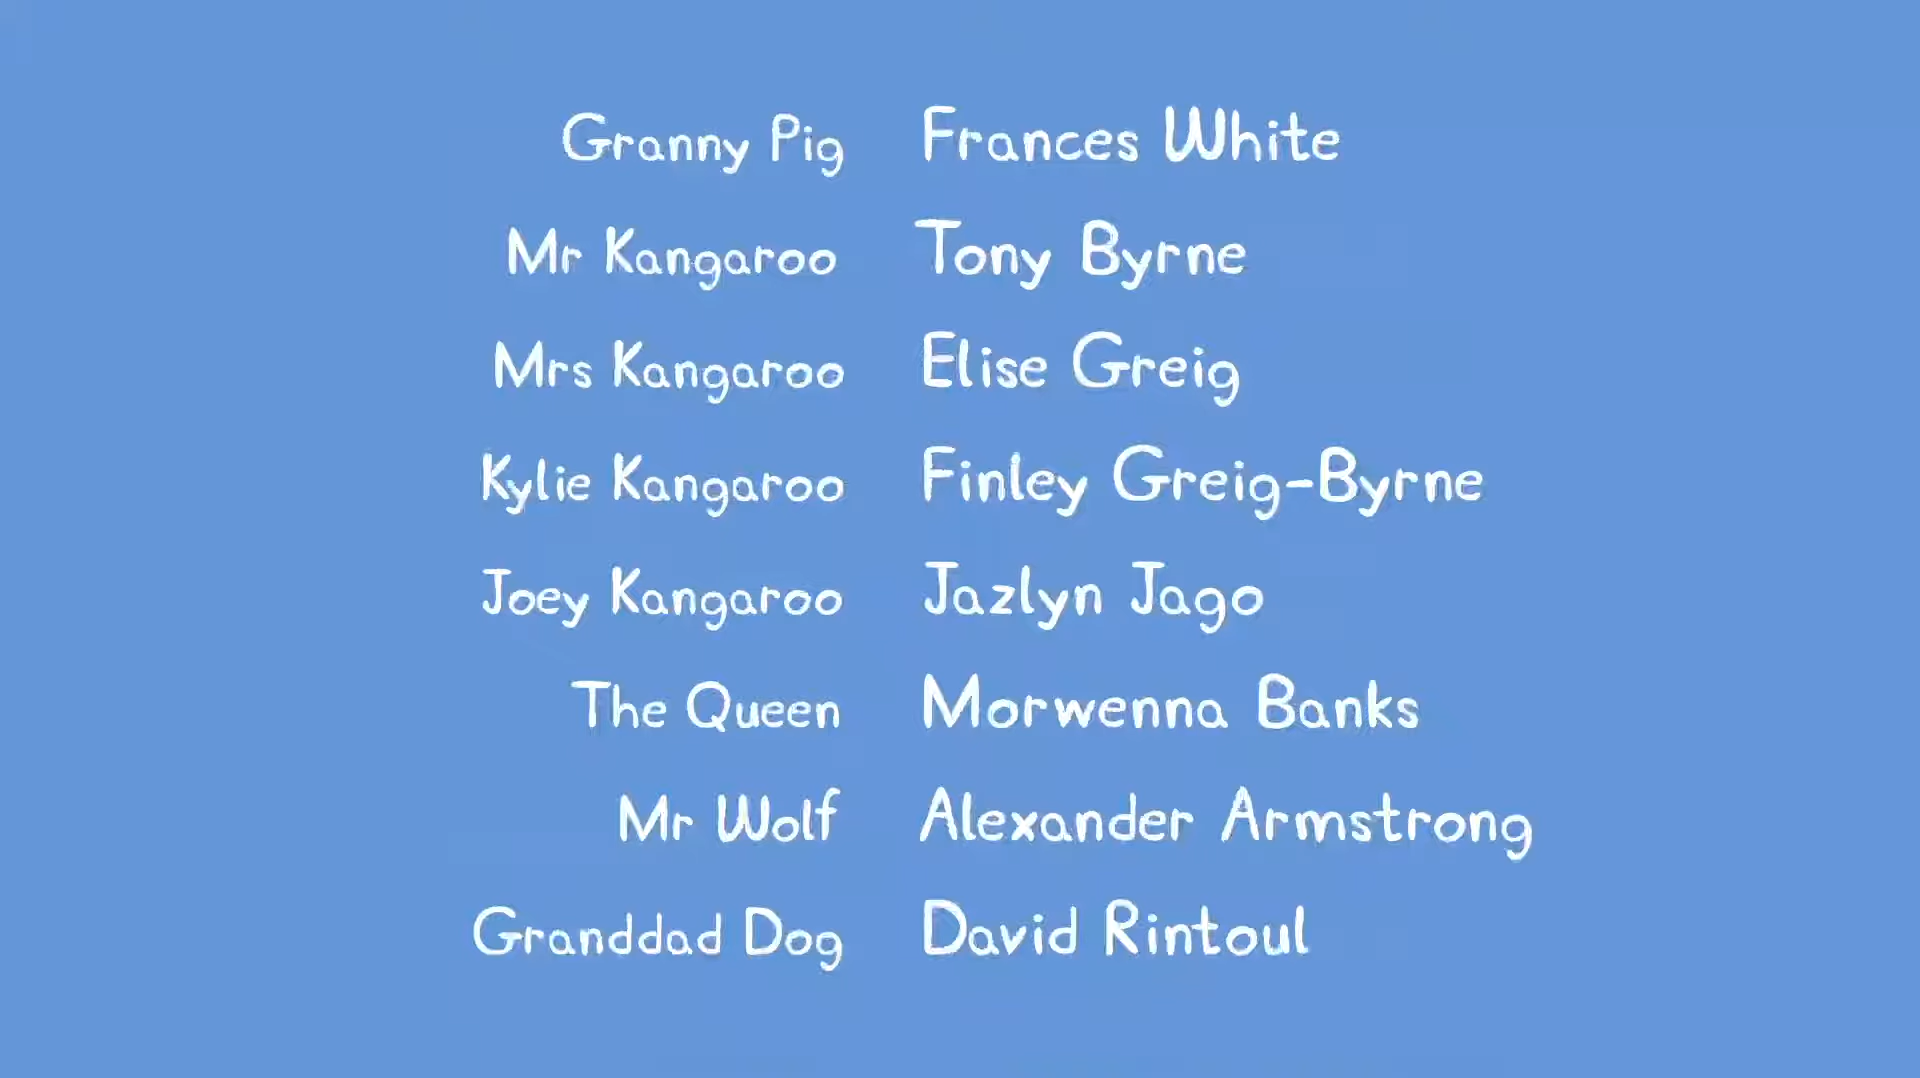 Granny Pig Frances White
Mr Kangaroo Tony Byrne
Mrs Kangaroo Elise Greig
Kylie Kangaroo Finley Greig-Byrne
Joey Kangaroo Jazlyn Jago
The Queen Morwenna Banks
Mr Wolf Alexander Armstrong
Granddad Dog David Rintoul